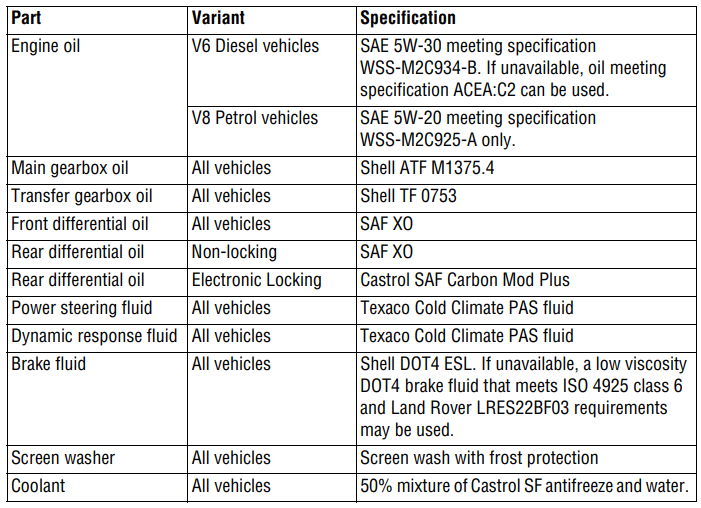 Part Variant Specification
Engine oil V6 Diesel vehicles SAE 5W-30 meeting specification
WSS-M2C934-B. If unavailable, oil meeting
specification ACEA:C2 can be used.
V8 Petrol vehicles SAE 5W-20 meeting specification
WSS-M2C925-A only.
Main gearbox oil All vehicles Shell ATF M1375.4
Transfer gearbox oil All vehicles Shell TF 0753
Front differential oil All vehicles SAF XO
Rear differential oil Non-locking SAF XO
Rear differential oil Electronic Locking Castrol SAF Carbon Mod Plus
Power steering fluid All vehicles Texaco Cold Climate PAS fluid
Dynamic response fluid All vehicles Texaco Cold Climate PAS fluid
Brake fluid All vehicles Shell DOT4 ESL. If unavailable, a low viscosity
DOT4 brake fluid that meets ISO 4925 class 6
and Land Rover LRES22BF03 requirements
may be used.
Screen washer All vehicles Screen wash with frost protection
Coolant All vehicles 50% mixture of Castrol SF antifreeze and water.